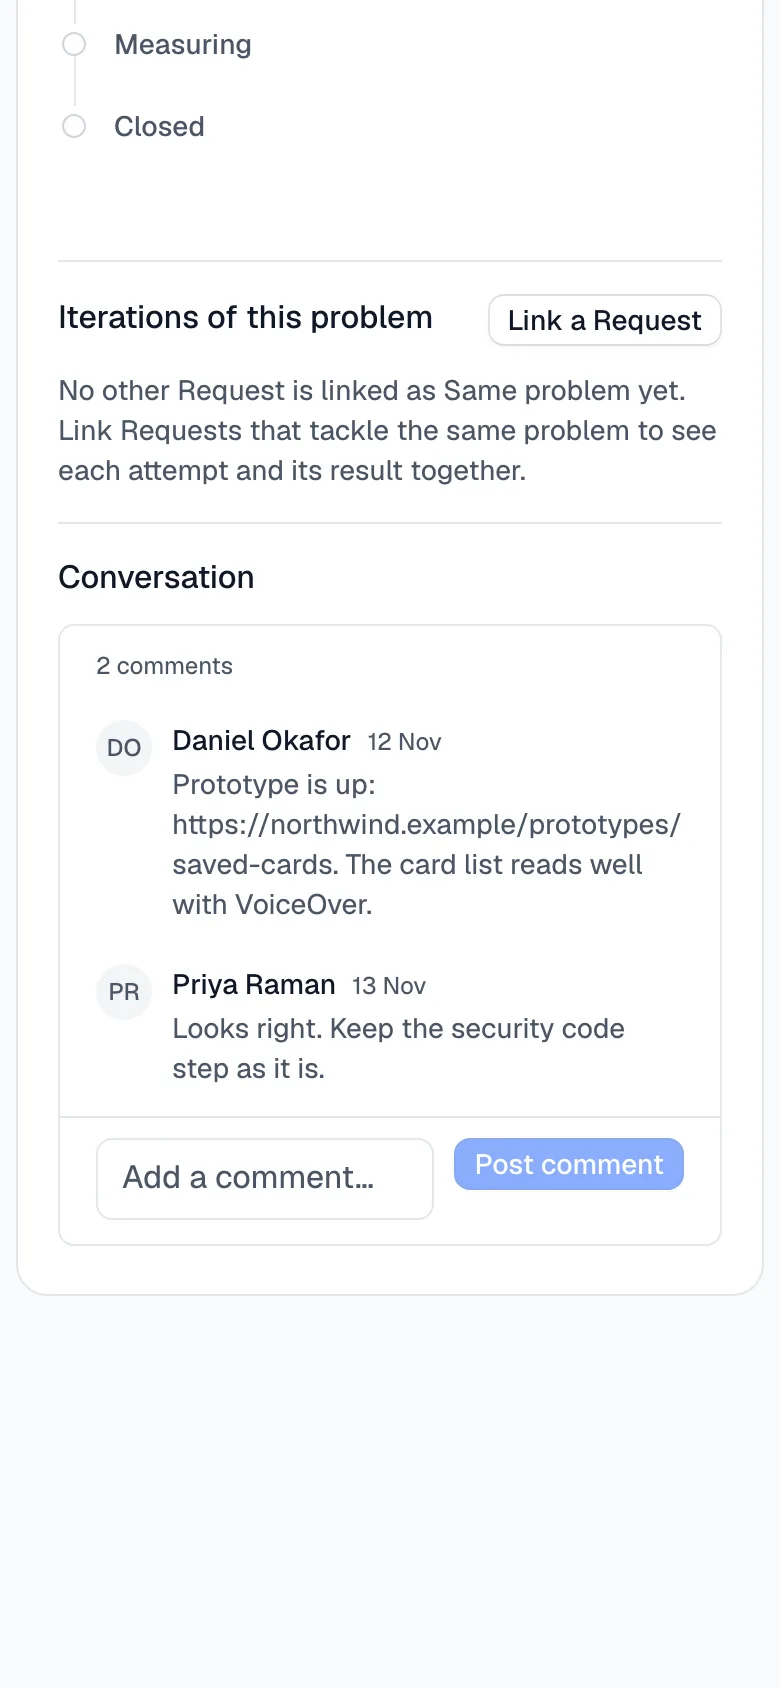 Measuring
Closed
Iterations of this problem
Link a Request
No other Request is linked as Same problem yet.
Link Requests that tackle the same problem to see
each attempt and its result together.
Conversation
2 comments
DO
Daniel Okafor 12 Nov
Prototype is up:
https://northwind.example/prototypes/
saved-cards. The card list reads well
with VoiceOver.
PR
Priya Raman 13 Nov
Looks right. Keep the security code
step as it is.
Add a comment…
Post comment